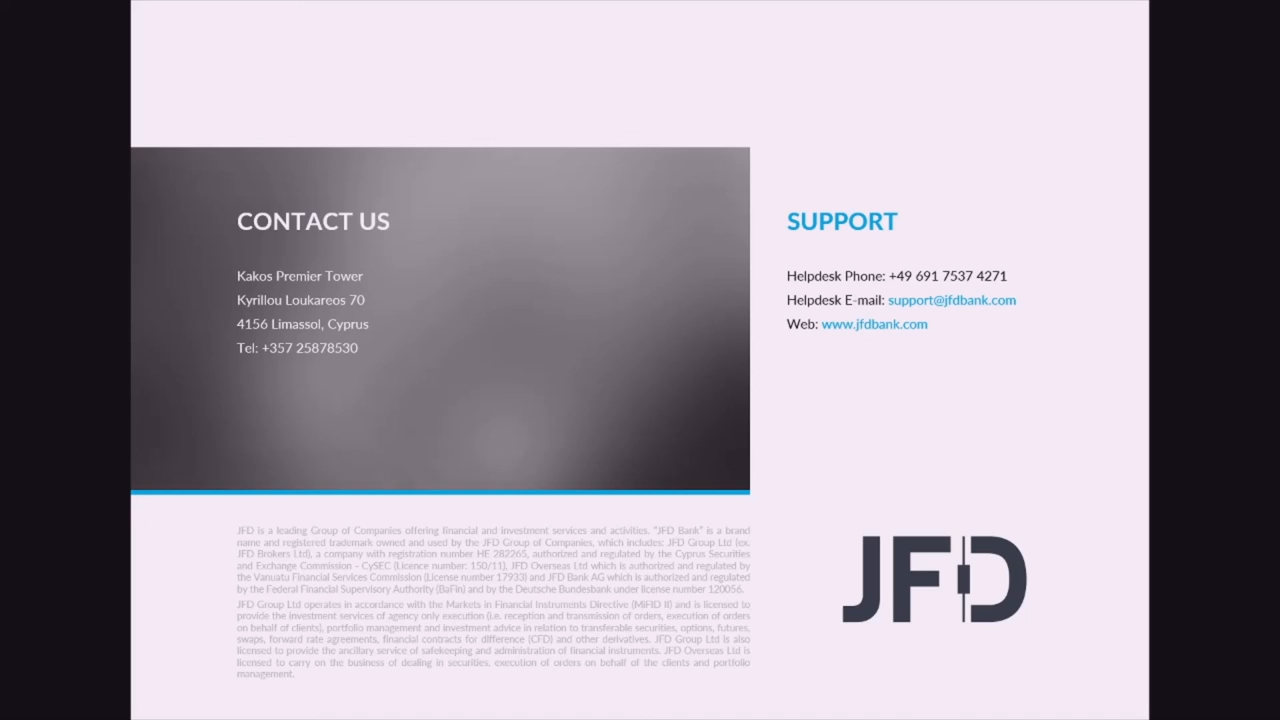 CONTACT US
Kakos Premier Tower
Kyrillou Loukareos 70
4156 Limassol, Cyprus
Tel: +357 25878530
SUPPORT
Helpdesk Phone: +49 691 7537 4271
Helpdesk E-mail: support@jfdbank.com
Web: www.jfdbank.com
JFD is a leading Group of Companies offering financial and investment services and activities. "JFD Bank" is a brand
name and registered trademark owned and used by the JFD Group of Companies, which includes: JFD Group Ltd (ex.
JFD Brokers Ltd), a company with registration number HE 282265, authorized and regulated by the Cyprus Securities
and Exchange Commission - CySEC (Licence number: 150/11), JFD Overseas Ltd which is authorized and regulated by
the Vanuatu Financial Services Commission (License number 17933) and JFD Bank AG which is authorized and regulated
by the Federal Financial Supervisory Authority (BaFin) and by the Deutsche Bundesbank under license number 120056.
JFD Group Ltd operates in accordance with the Markets in Financial Instruments Directive (MiFID II) and is licensed to
provide the investment services of agency only execution (i.e. reception and transmission of orders, execution of orders
on behalf of clients), portfolio management and investment advice in relation to transferable securities, options, futures,
swaps, forward rate agreements, financial contracts for difference (CFD) and other derivatives. JFD Group Ltd is also
licensed to provide the ancillary service of safekeeping and administration of financial instruments. JFD Overseas Ltd is
licensed to carry on the business of dealing in securities, execution of orders on behalf of the clients and portfolio
management.
JFD